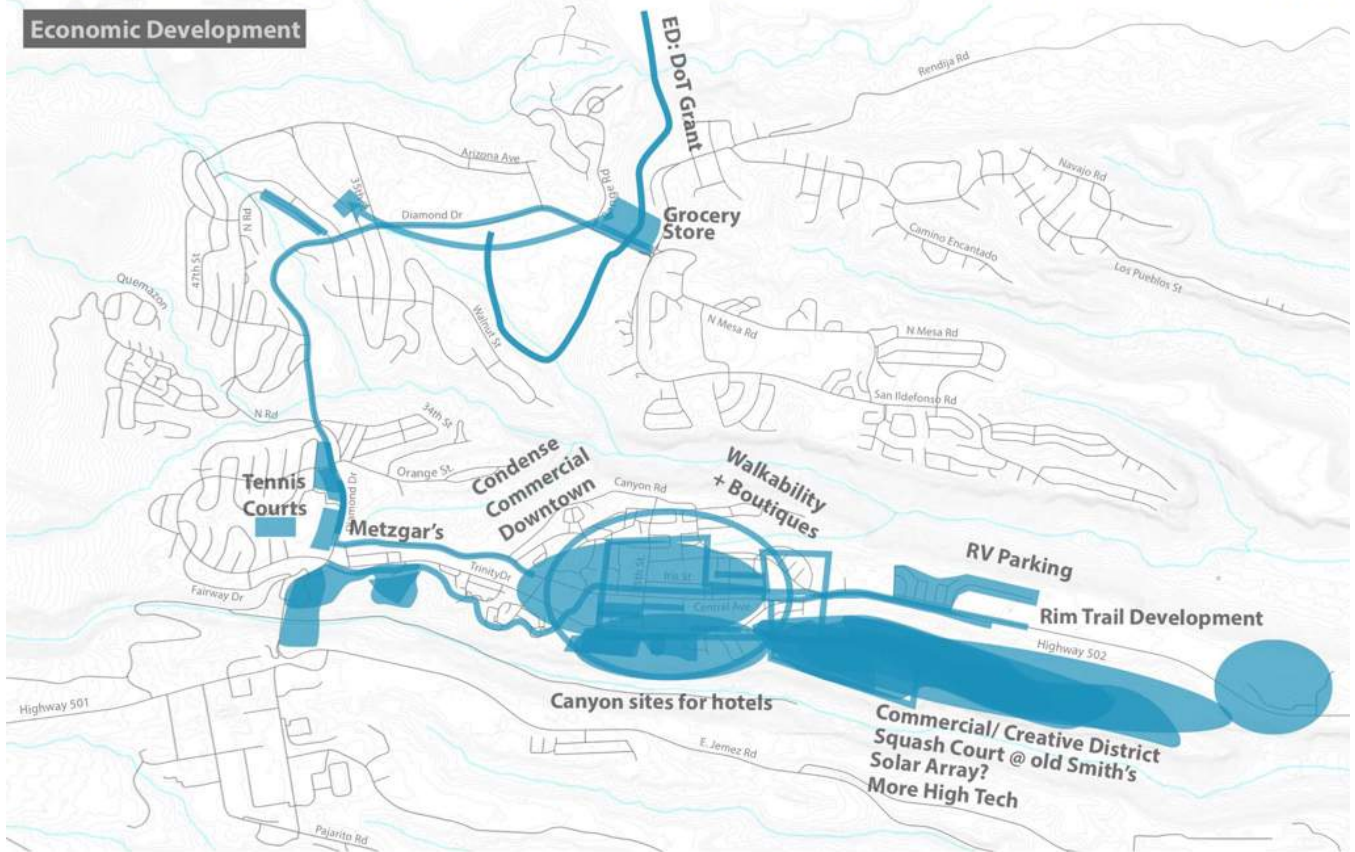 Economic Development
ED: DoT Grant
Rendija Rd
Arizona Ave
Navajo Rd
Diamond Dr
Grocery
Store
N Rd
47th St
Camino Encantado
Los Pueblos St
Quemazon
Walnut St
N Mesa Rd
N Mesa Rd
San Ildefonso Rd
N Rd
34th St
Orange St
Tennis
Courts
Diamond Dr
Metzgar's
Condense
Commercial
Downtown
Canyon Rd
Walkability
+ Boutiques
TrinityDr
Iris St
Central Ave
Fairway Dr
RV Parking
Rim Trail Development
Highway 502
Canyon sites for hotels
Highway 501
E. Jemez Rd
Commercial/ Creative District
Squash Court @ old Smith's
Solar Array?
More High Tech
Pajarito Rd